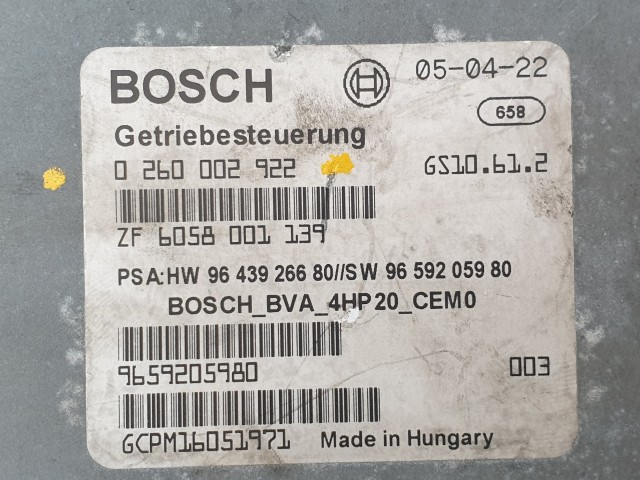 BOSCH 05-04-22
658
Getriebesteuerung
0 260 002 922 GS10.61.2
ZF 6058 001 139
PSA:HW 96 439 266 80//SW 96 592 059 80
BOSCH_BVA_4HP20_CEM0
9659205980 003
GCPM16051971 Made in Hungary